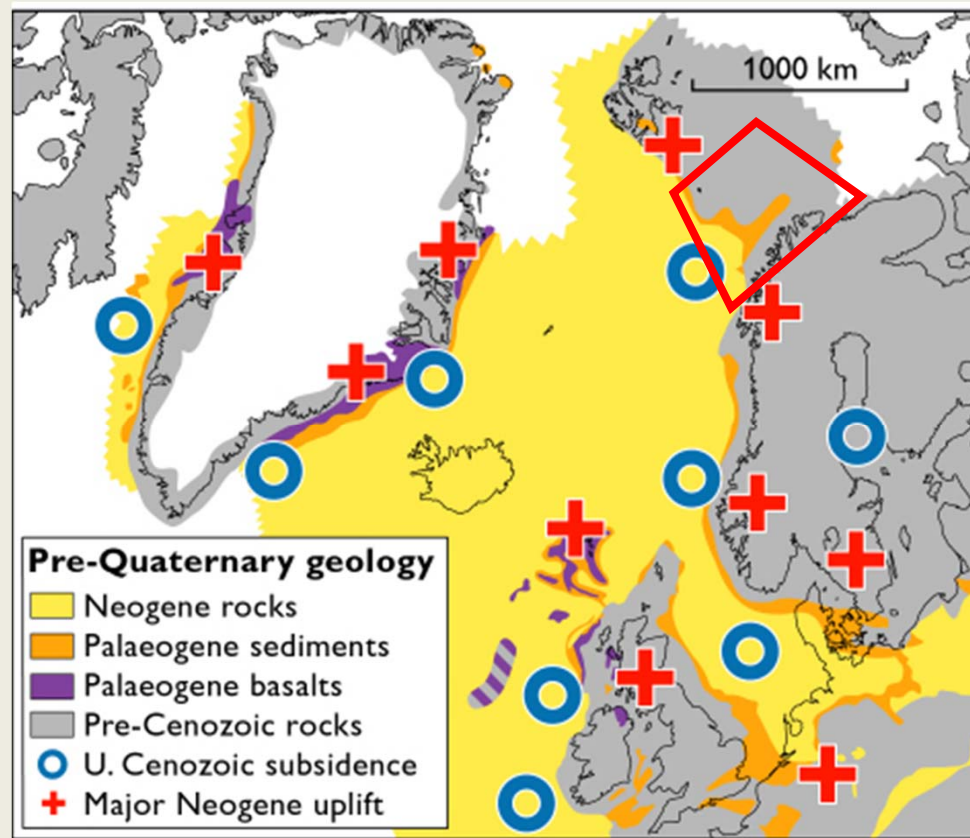 1000 km
Pre-Quaternary geology
Neogene rocks
Palaeogene sediments
Palaeogene basalts
Pre-Cenozoic rocks
U. Cenozoic subsidence
Major Neogene uplift